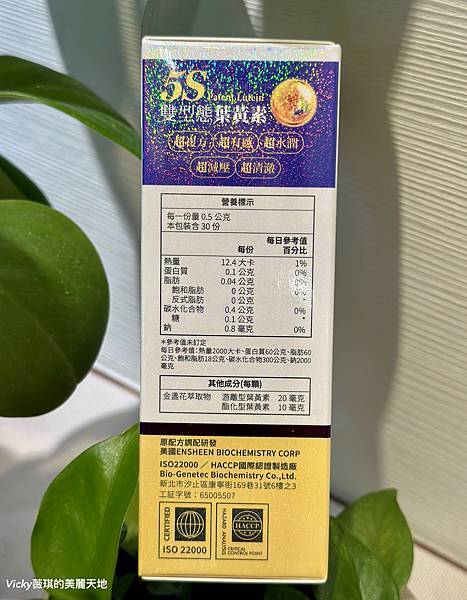 5S
Patent Lutein
雙型態葉黃素
超複方 超有感 超水潤
超減壓 超清澈
營養標示
每一份量 0.5 公克
本包裝含 30 份
每份 每日參考值百分比
熱量 12.4 大卡 1%
蛋白質 0.1 公克 0%
脂肪 0.04 公克 0%
飽和脂肪 0 公克 0%
反式脂肪 0 公克 *
碳水化合物 0.4 公克 0%
糖 0.1 公克 *
鈉 0.8 毫克 0%
*參考值未訂定
每日參考值:熱量2000大卡、蛋白質60公克、脂肪60
公克、飽和脂肪18公克、碳水化合物300公克、鈉2000
毫克
其他成分(每顆)
金盞花萃取物 游離型葉黃素 20 毫克
酯化型葉黃素 10 毫克
原配方調配研發
美國ENSHEEN BIOCHEMISTRY CORP
ISO22000 / HACCP國際認證製造廠
Bio-Genetec Biochemistry Co.,Ltd.
新北市汐止區康寧街169巷31號6樓之3
工証字號:65005507
CERTIFIED
ISO 22000
HAZARD ANALYSIS
HACCP
CRITICAL
CONTROL POINT
Vicky薇琪的美麗天地